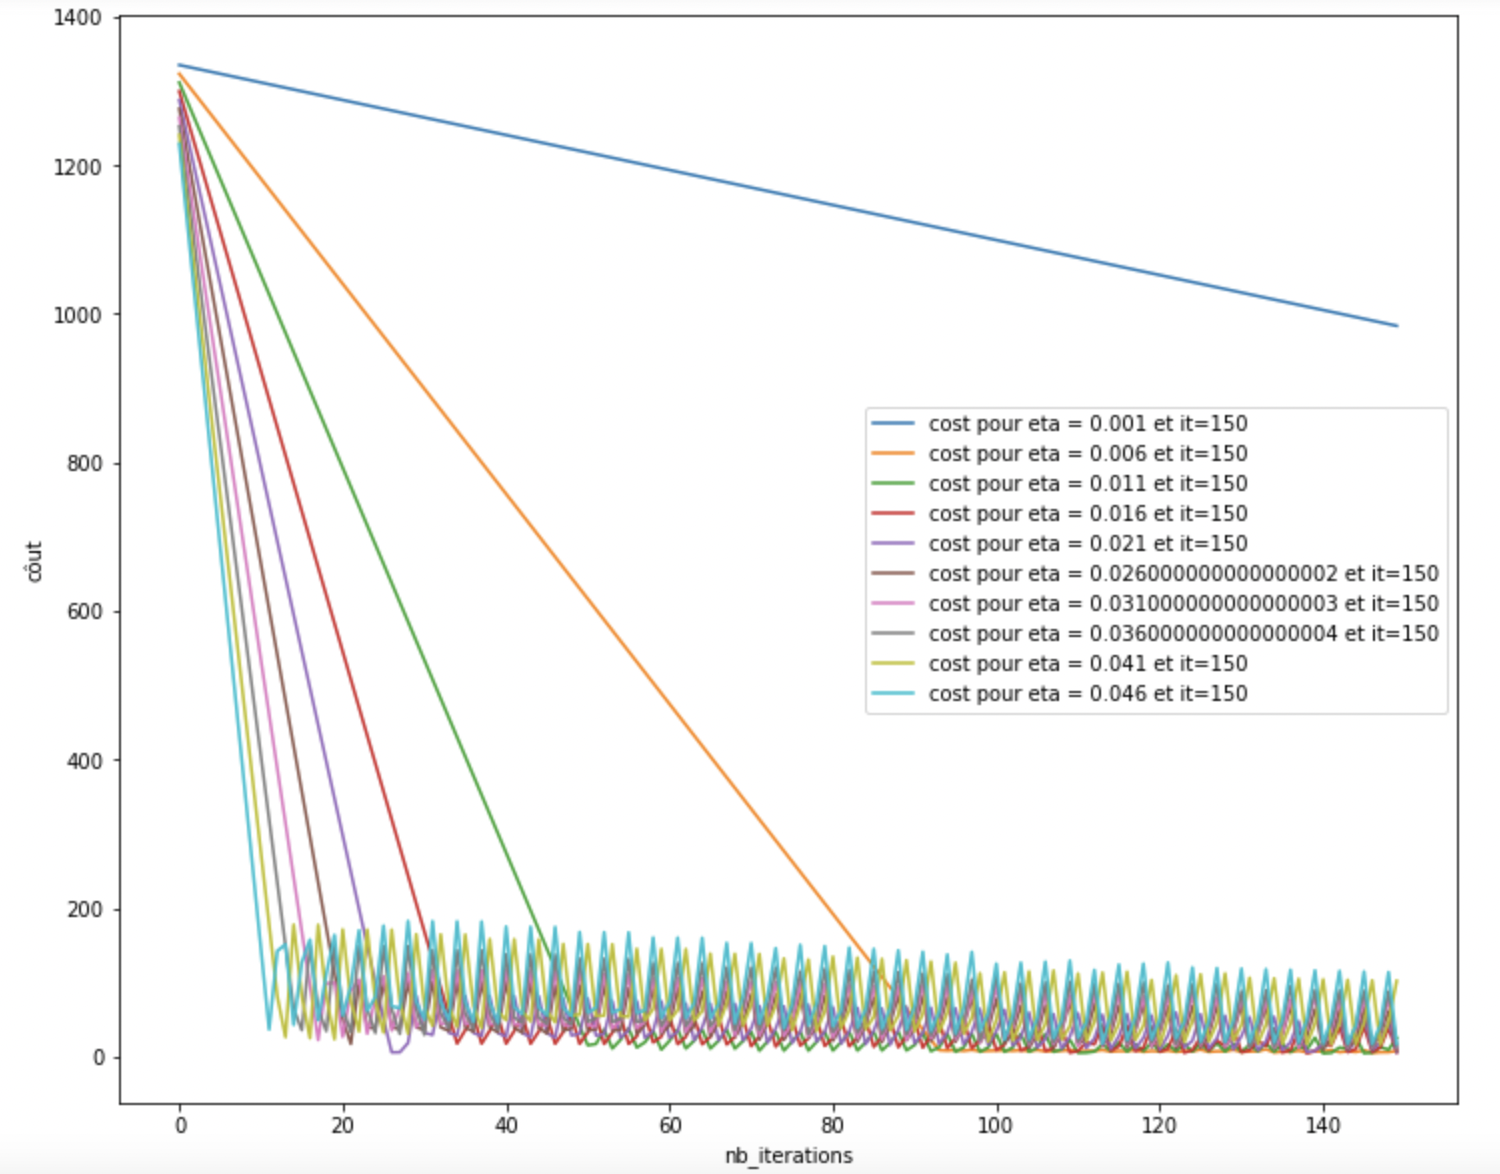 1400
1200
1000
800
600
400
200
0
côut
cost pour eta = 0.001 et it=150
cost pour eta = 0.006 et it=150
cost pour eta = 0.011 et it=150
cost pour eta = 0.016 et it=150
cost pour eta = 0.021 et it=150
cost pour eta = 0.026000000000000002 et it=150
cost pour eta = 0.031000000000000003 et it=150
cost pour eta = 0.036000000000000004 et it=150
cost pour eta = 0.041 et it=150
cost pour eta = 0.046 et it=150
0 20 40 60 80 100 120 140
nb_iterations